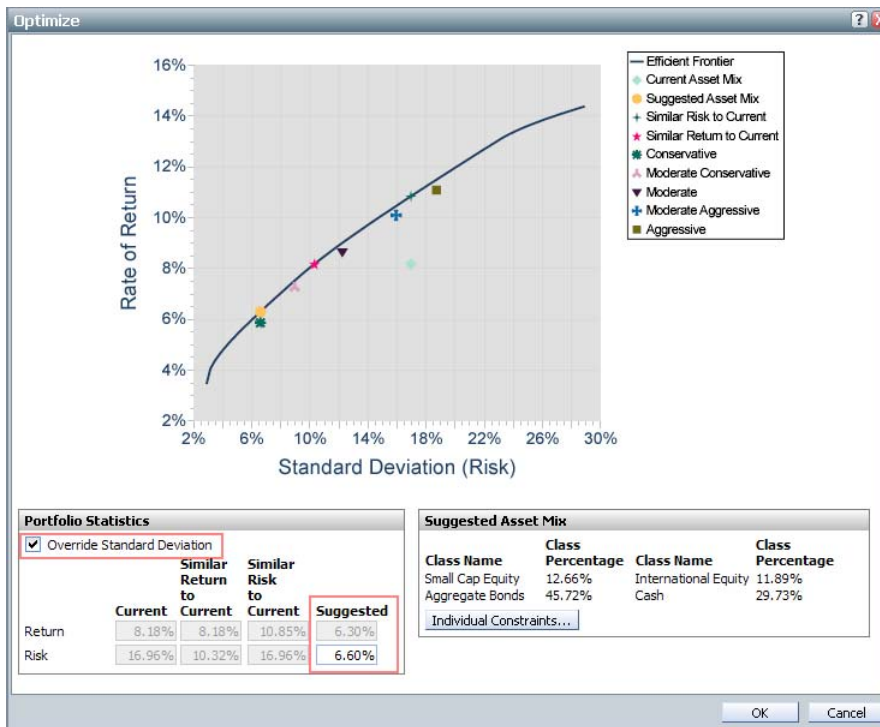 Optimize
?
16%
14%
12%
10%
8%
6%
4%
2%
Rate of Return
2% 6% 10% 14% 18% 22% 26% 30%
Standard Deviation (Risk)
Efficient Frontier
Current Asset Mix
Suggested Asset Mix
Similar Risk to Current
Similar Return to Current
Conservative
Moderate Conservative
Moderate
Moderate Aggressive
Aggressive
Portfolio Statistics
Override Standard Deviation
Similar Similar
Return Risk
to to
Current Current Current Suggested
Return 8.18% 8.18% 10.85% 6.30%
Risk 16.96% 10.32% 16.96% 6.60%
Suggested Asset Mix
Class Class
Class Name Percentage Class Name Percentage
Small Cap Equity 12.66% International Equity 11.89%
Aggregate Bonds 45.72% Cash 29.73%
Individual Constraints...
OK Cancel